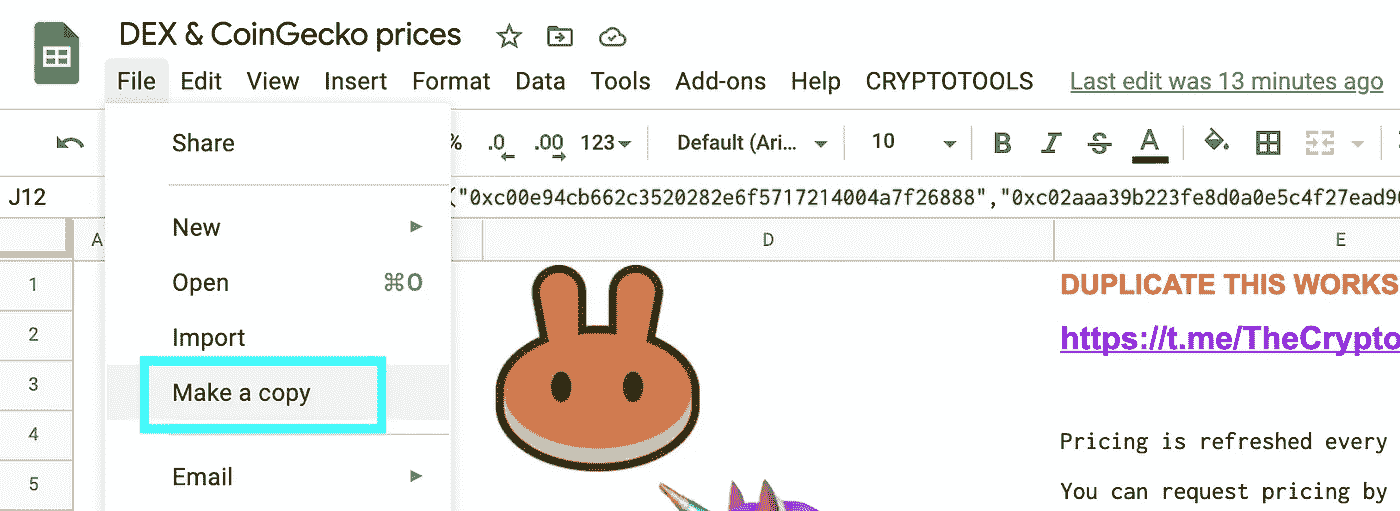 DEX & CoinGecko prices
File Edit View Insert Format Data Tools Add-ons Help CRYPTOTOOLS Last edit was 13 minutes ago
% .0 .00 123 Default (Ari... 10 B I S A
J12 ("0xc00e94cb662c3520282e6f5717214004a7f26888","0xc02aaa39b223fe8d0a0e5c4f27ead9
A D E
Share
New
Open ⌘O
Import
Make a copy
Email
1
2
3
4
5
DUPLICATE THIS WORKS
https://t.me/TheCrypto
Pricing is refreshed every
You can request pricing by